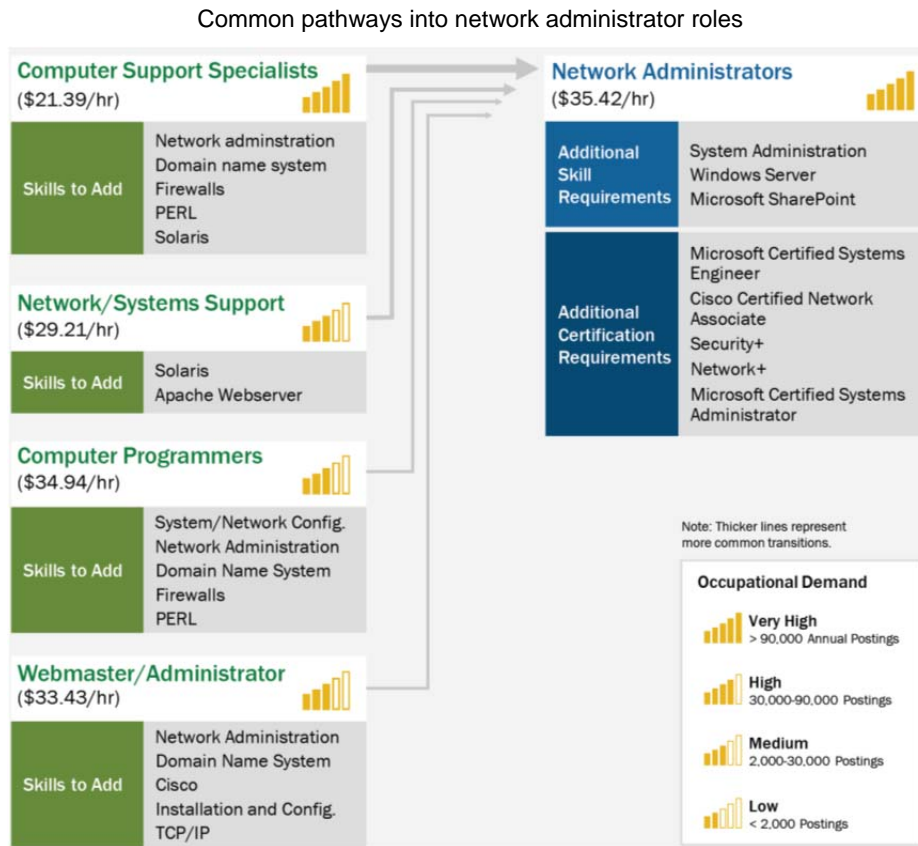 Common pathways into network administrator roles
Computer Support Specialists
($21.39/hr)
Skills to Add
Network adminstration
Domain name system
Firewalls
PERL
Solaris
Network/Systems Support
($29.21/hr)
Skills to Add
Solaris
Apache Webserver
Computer Programmers
($34.94/hr)
Skills to Add
System/Network Config.
Network Administration
Domain Name System
Firewalls
PERL
Webmaster/Administrator
($33.43/hr)
Skills to Add
Network Administration
Domain Name System
Cisco
Installation and Config.
TCP/IP
Network Administrators
($35.42/hr)
Additional
Skill
Requirements
System Administration
Windows Server
Microsoft SharePoint
Additional
Certification
Requirements
Microsoft Certified Systems
Engineer
Cisco Certified Network
Associate
Security+
Network+
Microsoft Certified Systems
Administrator
Note: Thicker lines represent
more common transitions.
Occupational Demand
Very High
> 90,000 Annual Postings
High
30,000-90,000 Postings
Medium
2,000-30,000 Postings
Low
< 2,000 Postings